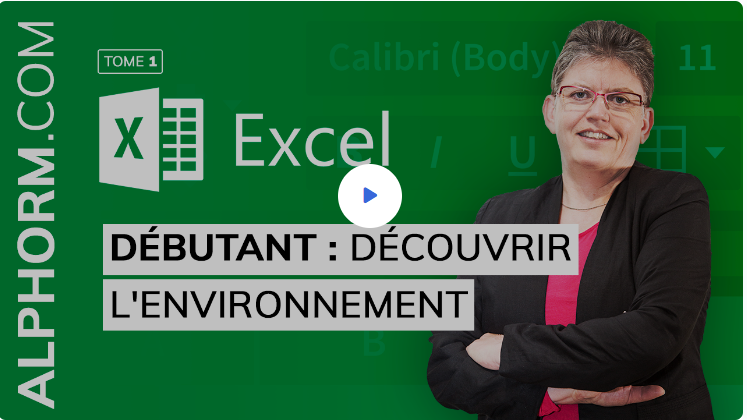 ALPHORM.COM
TOME 1
Calibri (Body)
11
X
Excel
I
U
DÉBUTANT : DÉCOUVRIR
L'ENVIRONNEMENT
B